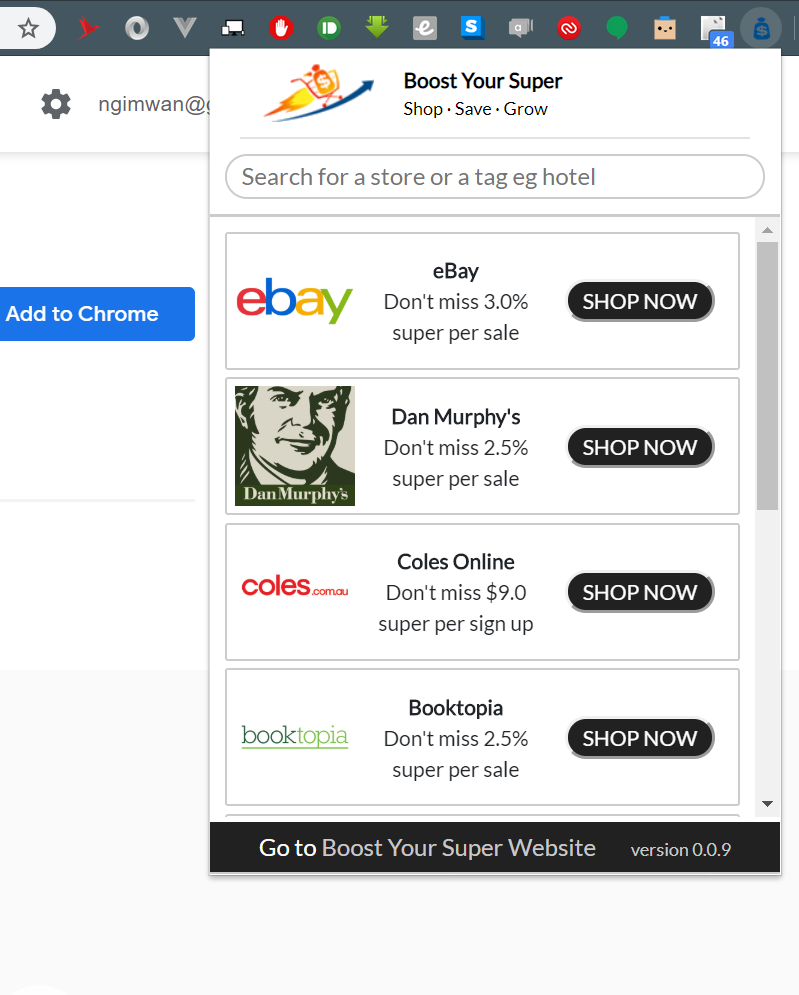 46
Boost Your Super
Shop · Save · Grow
ngimwan@g
Search for a store or a tag eg hotel
Add to Chrome
ebay
eBay
Don't miss 3.0%
super per sale
SHOP NOW
Dan Murphy's
Dan Murphy's
Don't miss 2.5%
super per sale
SHOP NOW
coles.com.au
Coles Online
Don't miss $9.0
super per sign up
SHOP NOW
booktopia
Booktopia
Don't miss 2.5%
super per sale
SHOP NOW
Go to Boost Your Super Website
version 0.0.9